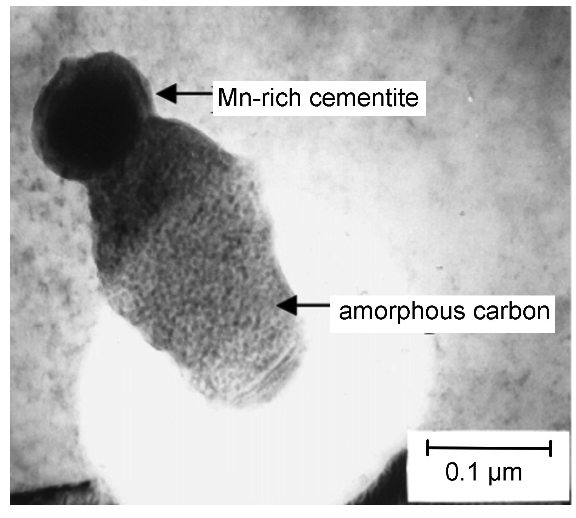 Mn-rich cementite
amorphous carbon
0.1 µm